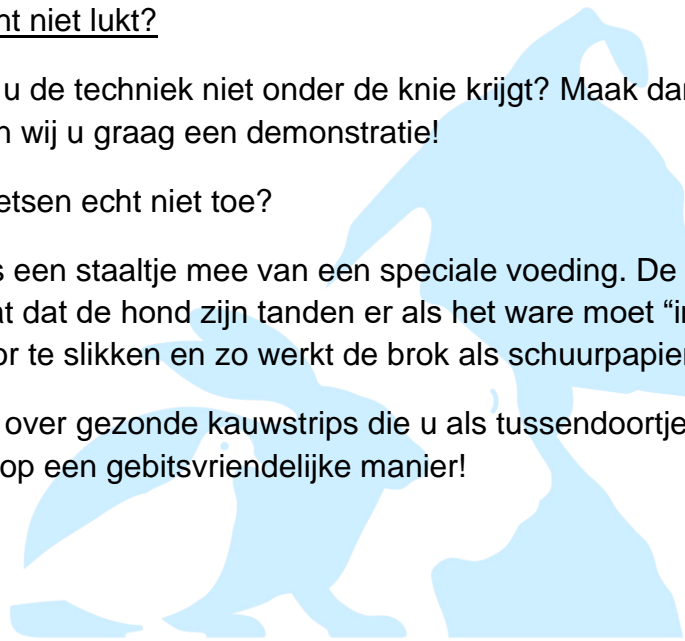 nt niet lukt?
u de techniek niet onder de knie krijgt? Maak dan
n wij u graag een demonstratie!
etsen echt niet toe?
s een staaltje mee van een speciale voeding. De
at dat de hond zijn tanden er als het ware moet “in
or te slikken en zo werkt de brok als schuurpapier
over gezonde kauwstrips die u als tussendoortje
op een gebitsvriendelijke manier!